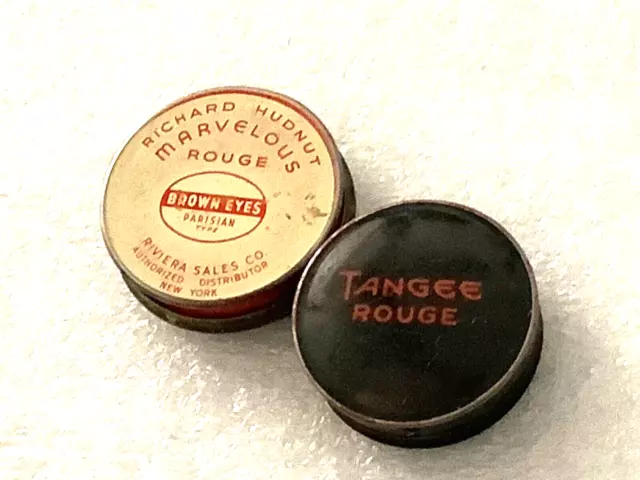 RICHARD HUDNUT
MARVELOUS
ROUGE
BROWN EYES
PARISIAN
TYPE
RIVIERA SALES CO.
AUTHORIZED DISTRIBUTOR
NEW YORK
TANGEE
ROUGE